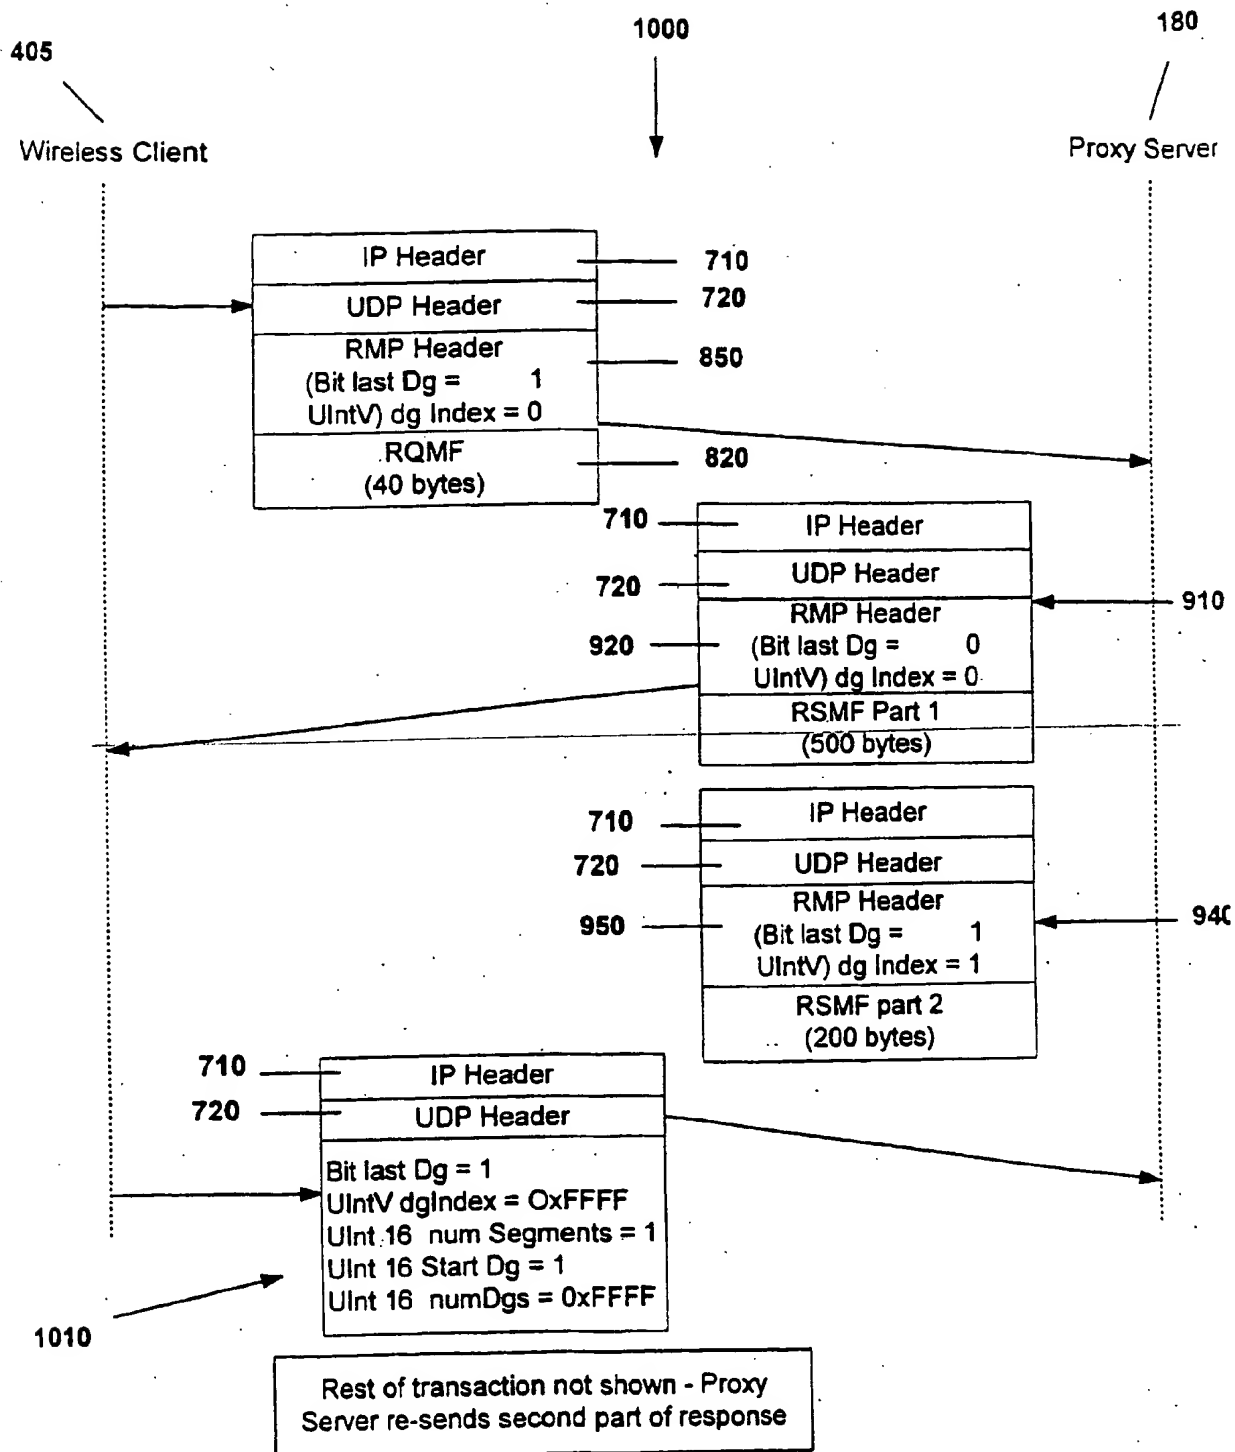 1000
180
405
Wireless Client
Proxy Server
IP Header
710
UDP Header
720
RMP Header
850
(Bit last Dg = 1
UIntV) dg Index = 0
RQMF
820
(40 bytes)
710
IP Header
720
UDP Header
910
RMP Header
920
(Bit last Dg = 0
UIntV) dg Index = 0
RSMF Part 1
(500 bytes)
710
IP Header
720
UDP Header
RMP Header
940
950
(Bit last Dg = 1
UIntV) dg Index = 1
RSMF part 2
(200 bytes)
710
IP Header
720
UDP Header
Bit last Dg = 1
UIntV dgIndex = OxFFFF
UInt 16 num Segments = 1
UInt 16 Start Dg = 1
UInt 16 numDgs = 0xFFFF
1010
Rest of transaction not shown - Proxy
Server re-sends second part of response